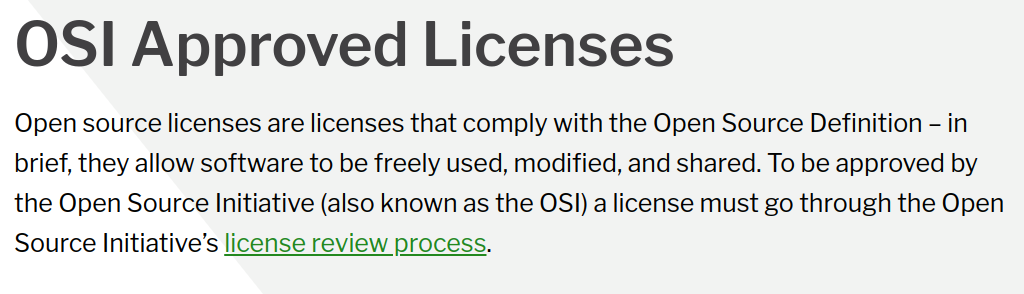 OSI Approved Licenses
Open source licenses are licenses that comply with the Open Source Definition – in
brief, they allow software to be freely used, modified, and shared. To be approved by
the Open Source Initiative (also known as the OSI) a license must go through the Open
Source Initiative’s license review process.